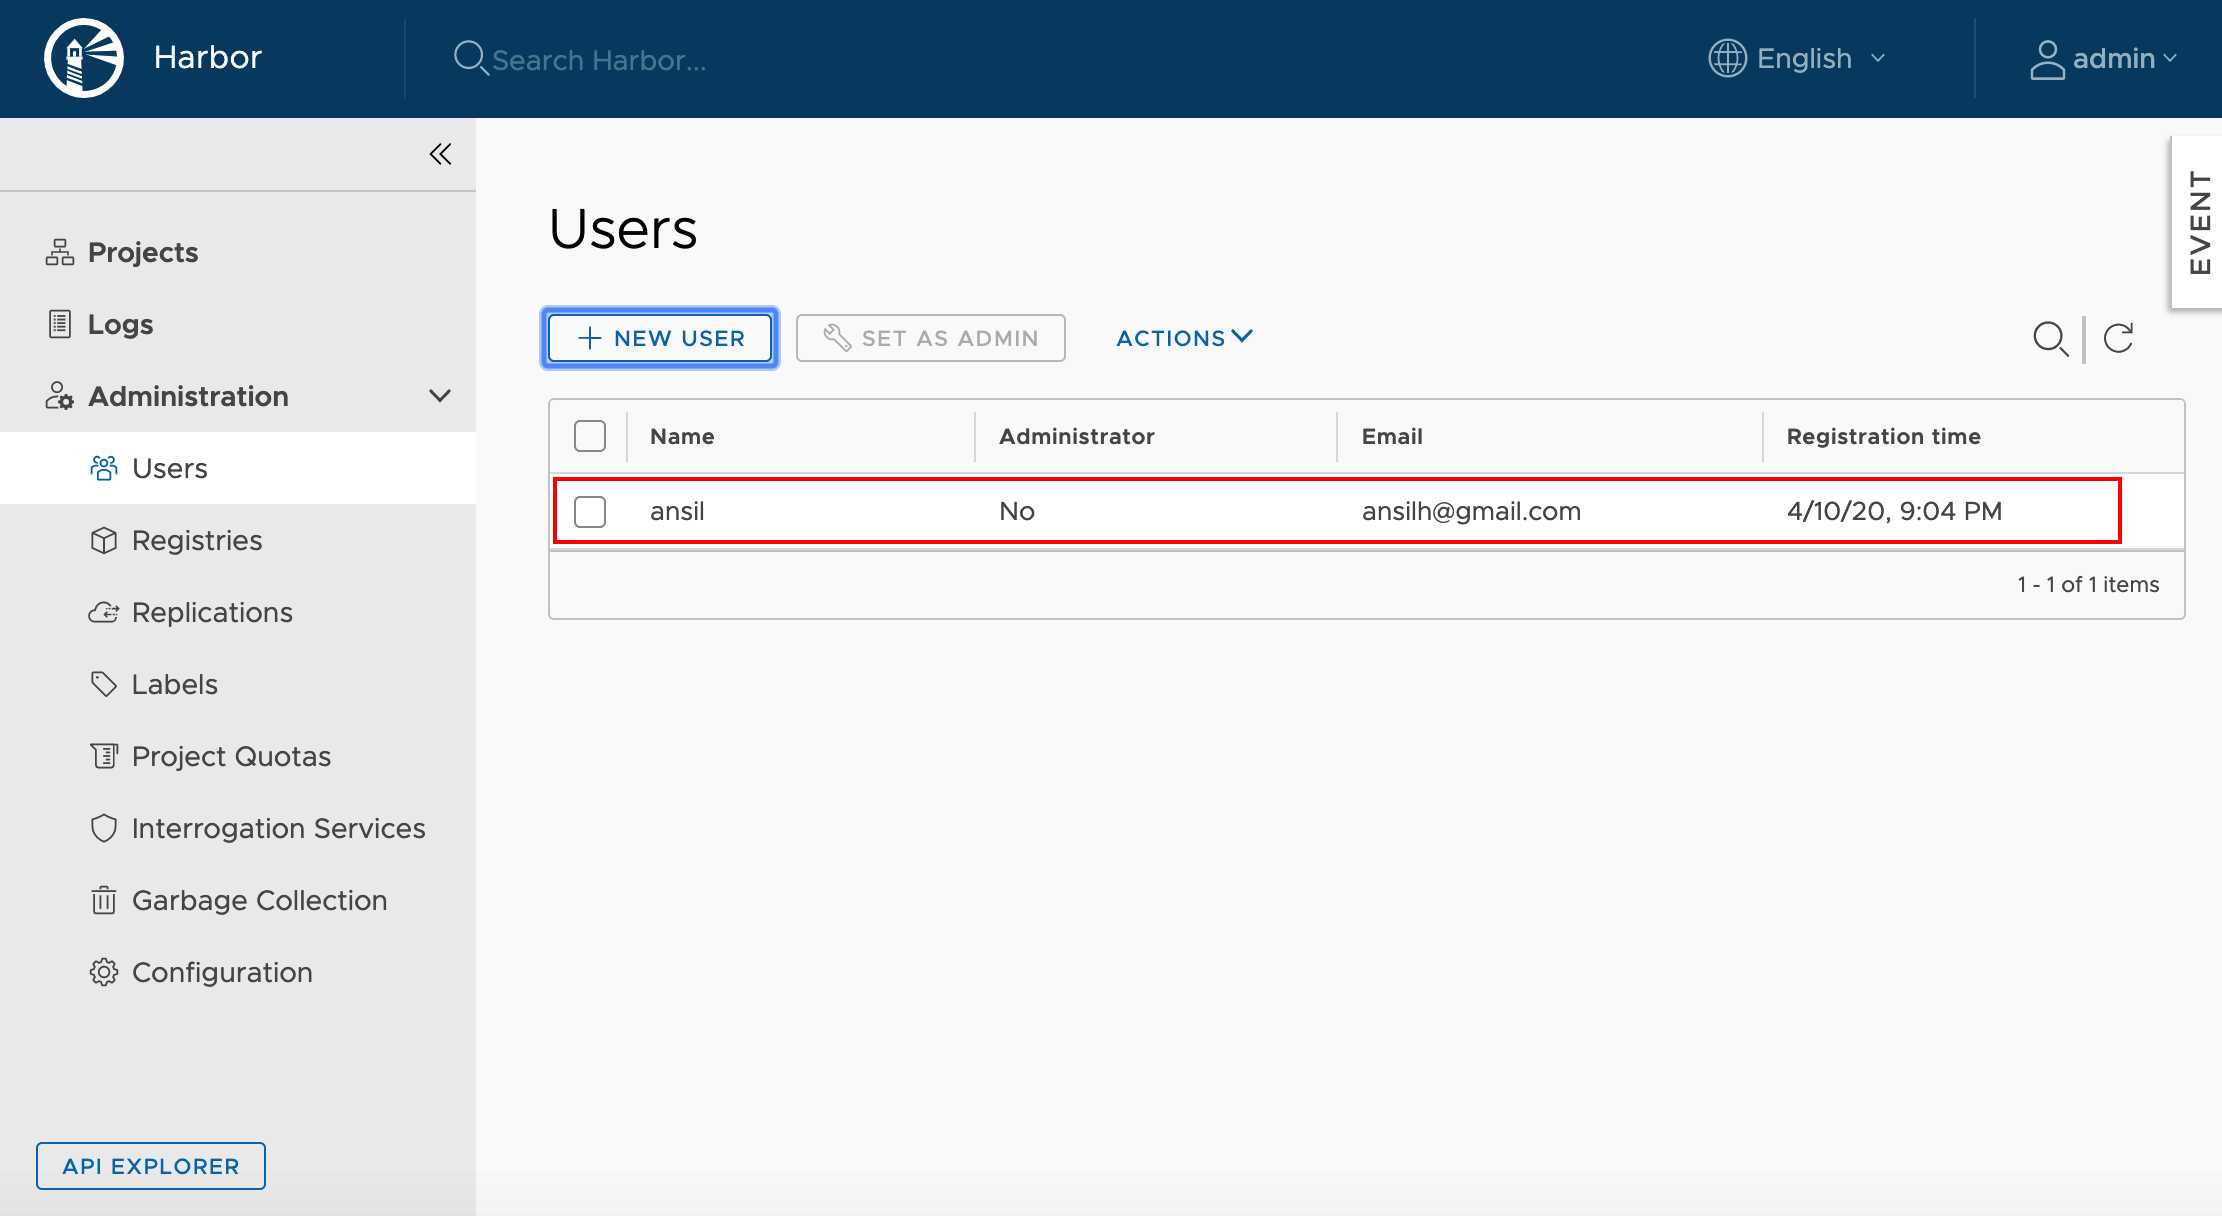 Harbor
Search Harbor...
English
admin
EVENT
Projects
Logs
Administration
Users
Registries
Replications
Labels
Project Quotas
Interrogation Services
Garbage Collection
Configuration
API EXPLORER
Users
NEW USER SET AS ADMIN ACTIONS
Name Administrator Email Registration time
ansil No ansilh@gmail.com 4/10/20, 9:04 PM
1 - 1 of 1 items